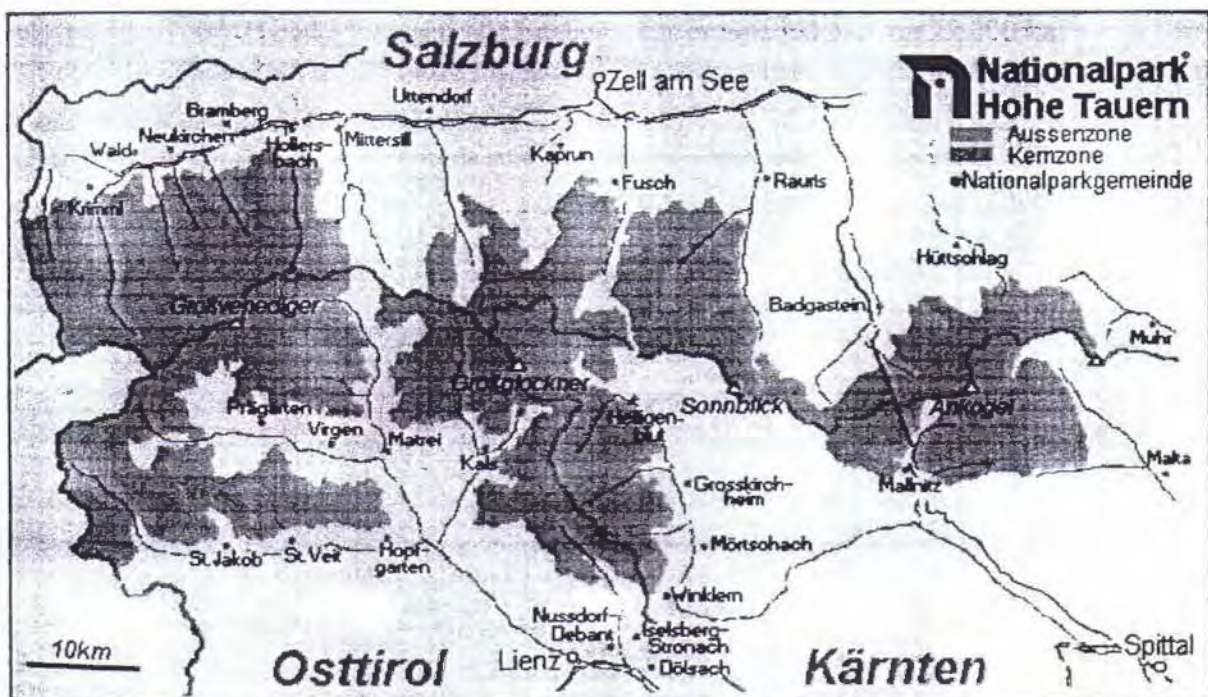 Salzburg
Zell am See
Nationalpark
Hohe Tauern
Aussenzone
Kernzone
Nationalparkgemeinde
Uttendorf
Bramberg
Neukirchen
Wald
Hollers-
bach
Mittersill
Kaprun
Fusch
Rauris
Krimml
Hüttschlag
Badgastein
Muhr
Großvenediger
Großglockner
Sonnblick
Ankogel
Prägarten
Virgen
Matrei
Kals
Heiligen-
blut
Grosskirch-
heim
Mallnitz
Malta
St. Jakob
St. Veit
Hopf-
garten
Mörtschach
Winklern
Nussdorf-
Debant
Iselsberg-
Stronach
Lienz
Dölsach
Spittal
10km
Osttirol
Kärnten